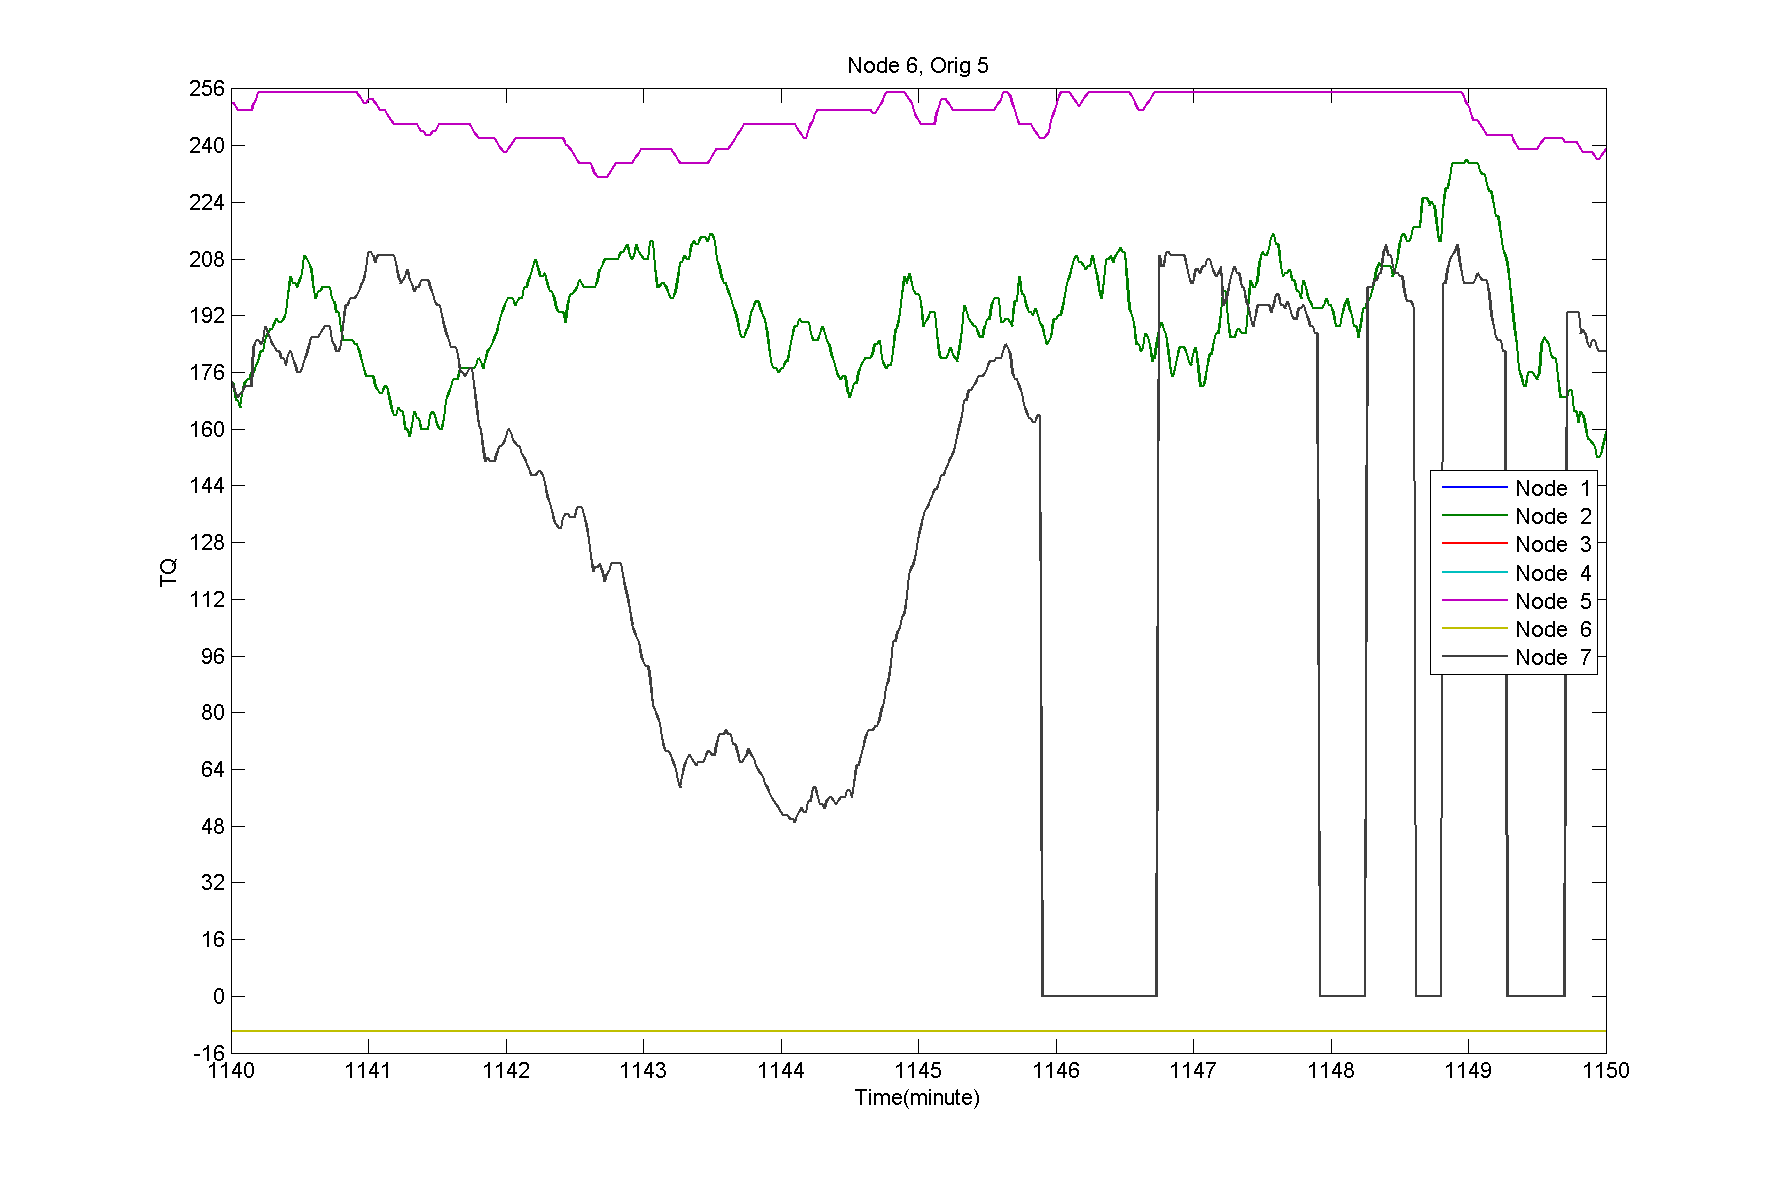 Node 6, Orig 5
256
240
224
208
192
176
160
144
128
112
96
80
64
48
32
16
0
-16
TQ
Node 1
Node 2
Node 3
Node 4
Node 5
Node 6
Node 7
1140 1141 1142 1143 1144 1145 1146 1147 1148 1149 1150
Time(minute)